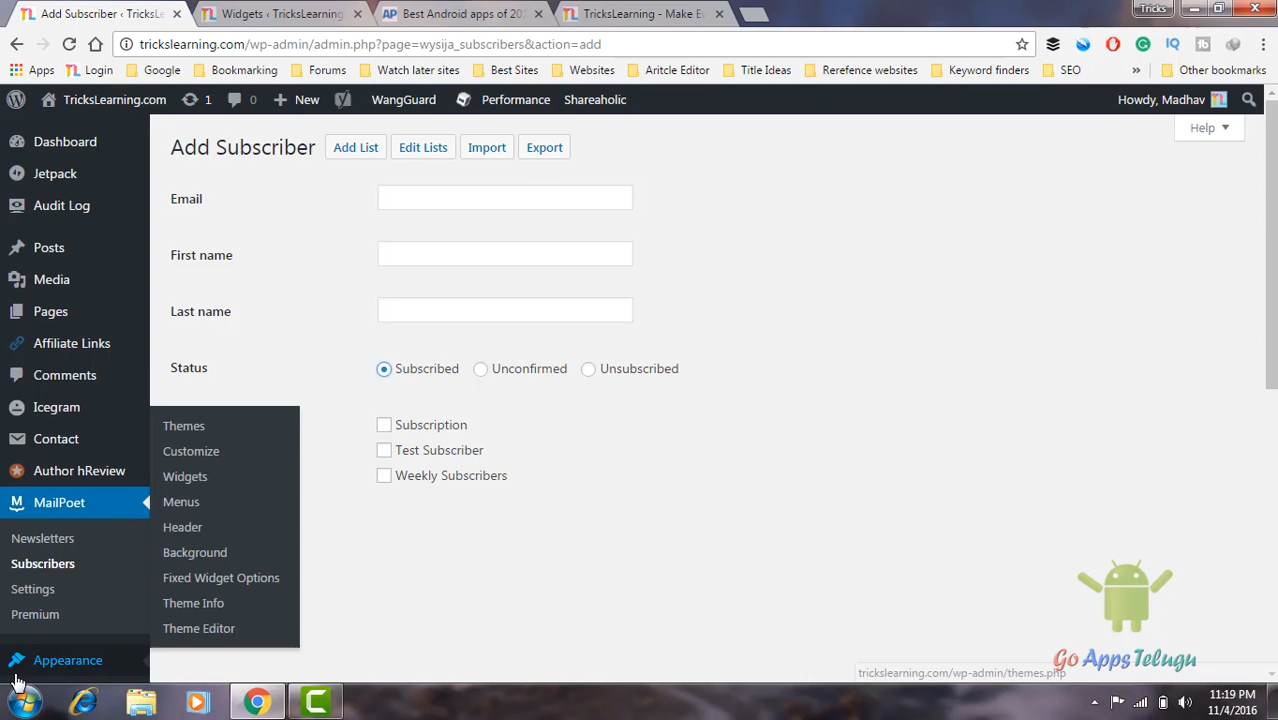 Add Subscriber ‹ TricksLe
Widgets ‹ TricksLearning
Best Android apps of 20
TricksLearning - Make E
Tricks
trickslearning.com/wp-admin/admin.php?page=wysija_subscribers&action=add
Apps Login Google Bookmarking Forums Watch later sites Best Sites Websites Aritcle Editor Title Ideas Rerefence websites Keyword finders SEO » Other bookmarks
TricksLearning.com 1 0 New WangGuard Performance Shareaholic Howdy, Madhav
Help
Dashboard
Jetpack
Audit Log
Posts
Media
Pages
Affiliate Links
Comments
Icegram
Contact
Author hReview
MailPoet
Newsletters
Subscribers
Settings
Premium
Appearance
Themes
Customize
Widgets
Menus
Header
Background
Fixed Widget Options
Theme Info
Theme Editor
Add Subscriber Add List Edit Lists Import Export
Email
First name
Last name
Status Subscribed Unconfirmed Unsubscribed
Subscription
Test Subscriber
Weekly Subscribers
Go AppsTelugu
trickslearning.com/wp-admin/themes.php
11:19 PM
11/4/2016